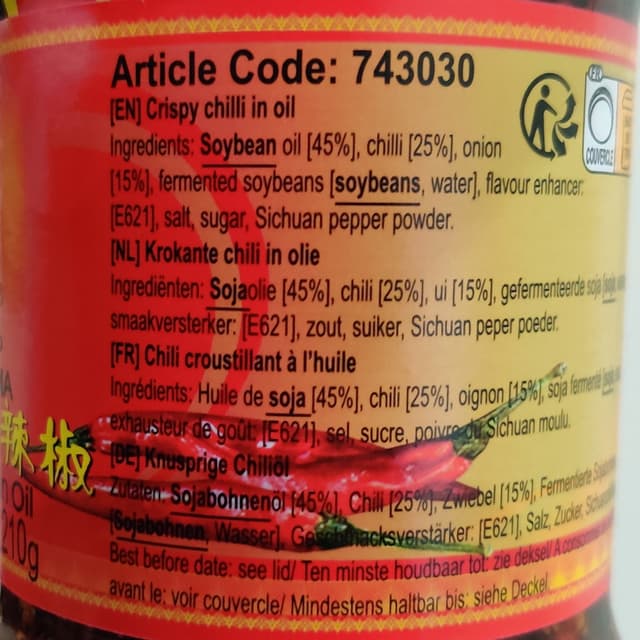 Article Code: 743030
[EN] Crispy chilli in oil
Ingredients: Soybean oil [45%], chilli [25%], onion
[15%], fermented soybeans [soybeans, water], flavour enhancer:
[E621], salt, sugar, Sichuan pepper powder.
[NL] Krokante chili in olie
Ingrediënten: Sojaolie [45%], chili [25%], ui [15%], gefermenteerde soja
smaakversterker: [E621], zout, suiker, Sichuan peper poeder.
[FR] Chili croustillant à l'huile
Ingrédients: Huile de soja [45%], chili [25%], oignon [15%], soja fermenté
exhausteur de goût: [E621], sel, sucre, poivre du Sichuan moulu.
[DE] Knusprige Chiliöl
Zutaten: Sojabohnenöl [45%], Chili [25%], Zwiebel [15%], Fermentierte
[Sojabohnen, Wasser], Geschmacksverstärker: [E621], Salz, Zucker,
Best before date: see lid/ Ten minste houdbaar tot: zie deksel/ A
avant le: voir couvercle/ Mindestens haltbar bis: siehe Deckel.
FR
COUVERCLE
辣椒
Oil
210g